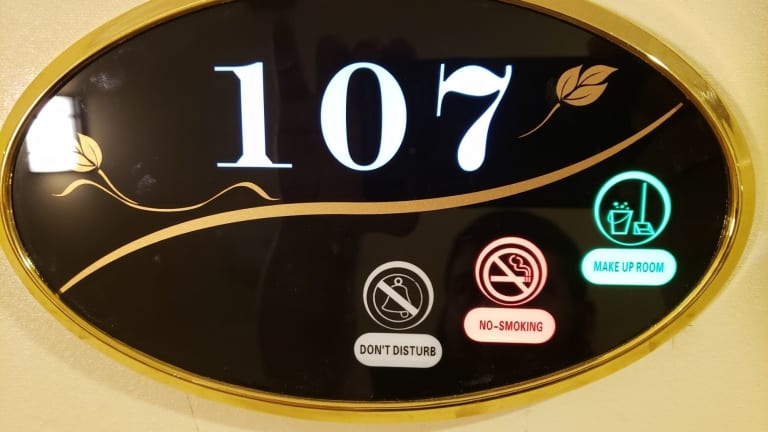 107
DON'T DISTURB
NO-SMOKING
MAKE UP ROOM